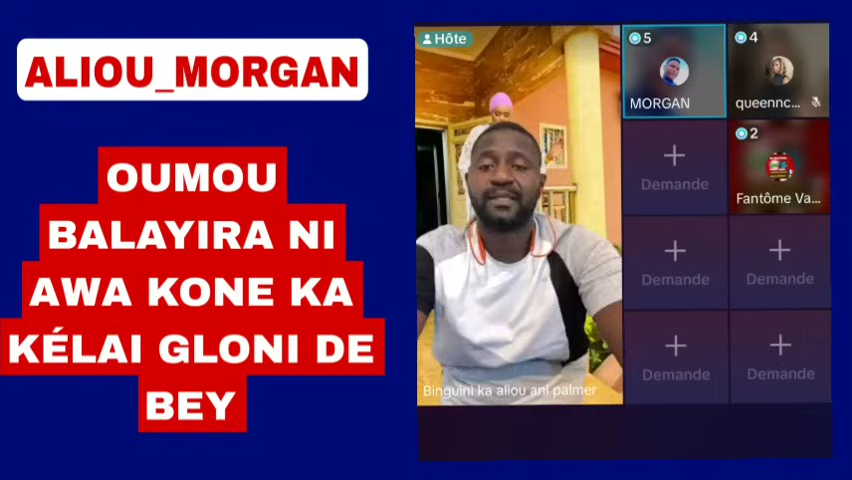 ALIOU_MORGAN
OUMOU
BALAYIRA NI
AWA KONE KA
KÉLAI GLONI DE
BEY
Hôte
Binguini ka aliou ani palmer
5
MORGAN
4
queennc...
Demande
2
Fantôme Va...
Demande
Demande
Demande
Demande